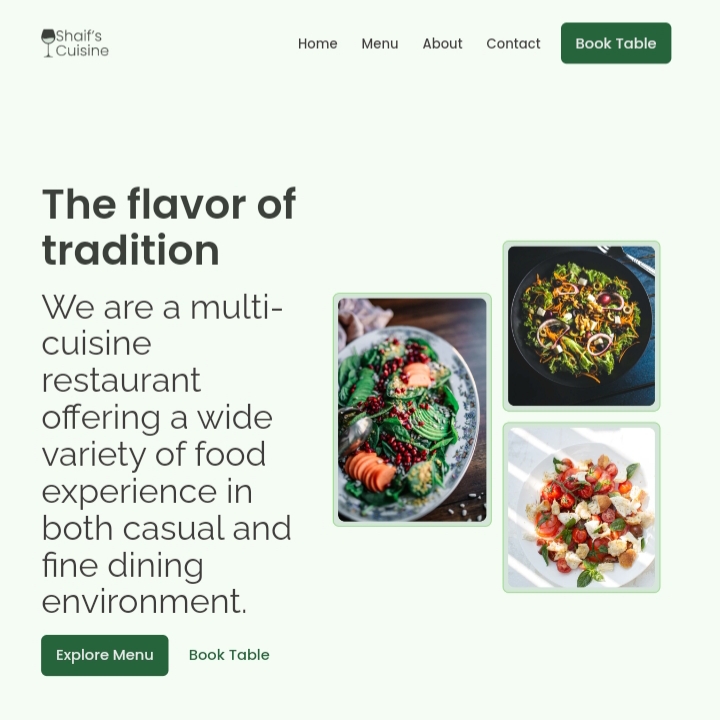 Shaif's
Cuisine
Home Menu About Contact Book Table
The flavor of
tradition
We are a multi-
cuisine
restaurant
offering a wide
variety of food
experience in
both casual and
fine dining
environment.
Explore Menu Book Table